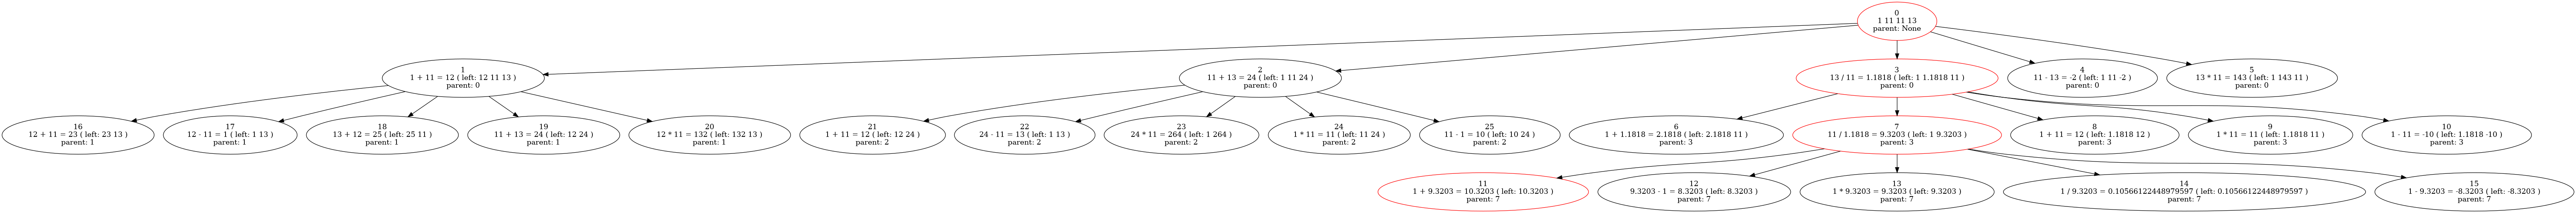 0
1 11 11 13
parent: None
1
1 + 11 = 12 ( left: 12 11 13 )
parent: 0
2
11 + 13 = 24 ( left: 1 11 24 )
parent: 0
3
13 / 11 = 1.1818 ( left: 1 1.1818 11 )
parent: 0
4
11 - 13 = -2 ( left: 1 11 -2 )
parent: 0
5
13 * 11 = 143 ( left: 1 143 11 )
parent: 0
16
12 + 11 = 23 ( left: 23 13 )
parent: 1
17
12 - 11 = 1 ( left: 1 13 )
parent: 1
18
13 + 12 = 25 ( left: 25 11 )
parent: 1
19
11 + 13 = 24 ( left: 12 24 )
parent: 1
20
12 * 11 = 132 ( left: 132 13 )
parent: 1
21
1 + 11 = 12 ( left: 12 24 )
parent: 2
22
24 - 11 = 13 ( left: 1 13 )
parent: 2
23
24 * 11 = 264 ( left: 1 264 )
parent: 2
24
1 * 11 = 11 ( left: 11 24 )
parent: 2
25
11 - 1 = 10 ( left: 10 24 )
parent: 2
6
1 + 1.1818 = 2.1818 ( left: 2.1818 11 )
parent: 3
7
11 / 1.1818 = 9.3203 ( left: 1 9.3203 )
parent: 3
8
1 + 11 = 12 ( left: 1.1818 12 )
parent: 3
9
1 * 11 = 11 ( left: 1.1818 11 )
parent: 3
10
1 - 11 = -10 ( left: 1.1818 -10 )
parent: 3
11
1 + 9.3203 = 10.3203 ( left: 10.3203 )
parent: 7
12
9.3203 - 1 = 8.3203 ( left: 8.3203 )
parent: 7
13
1 * 9.3203 = 9.3203 ( left: 9.3203 )
parent: 7
14
1 / 9.3203 = 0.10566122448979597 ( left: 0.10566122448979597 )
parent: 7
15
1 - 9.3203 = -8.3203 ( left: -8.3203 )
parent: 7